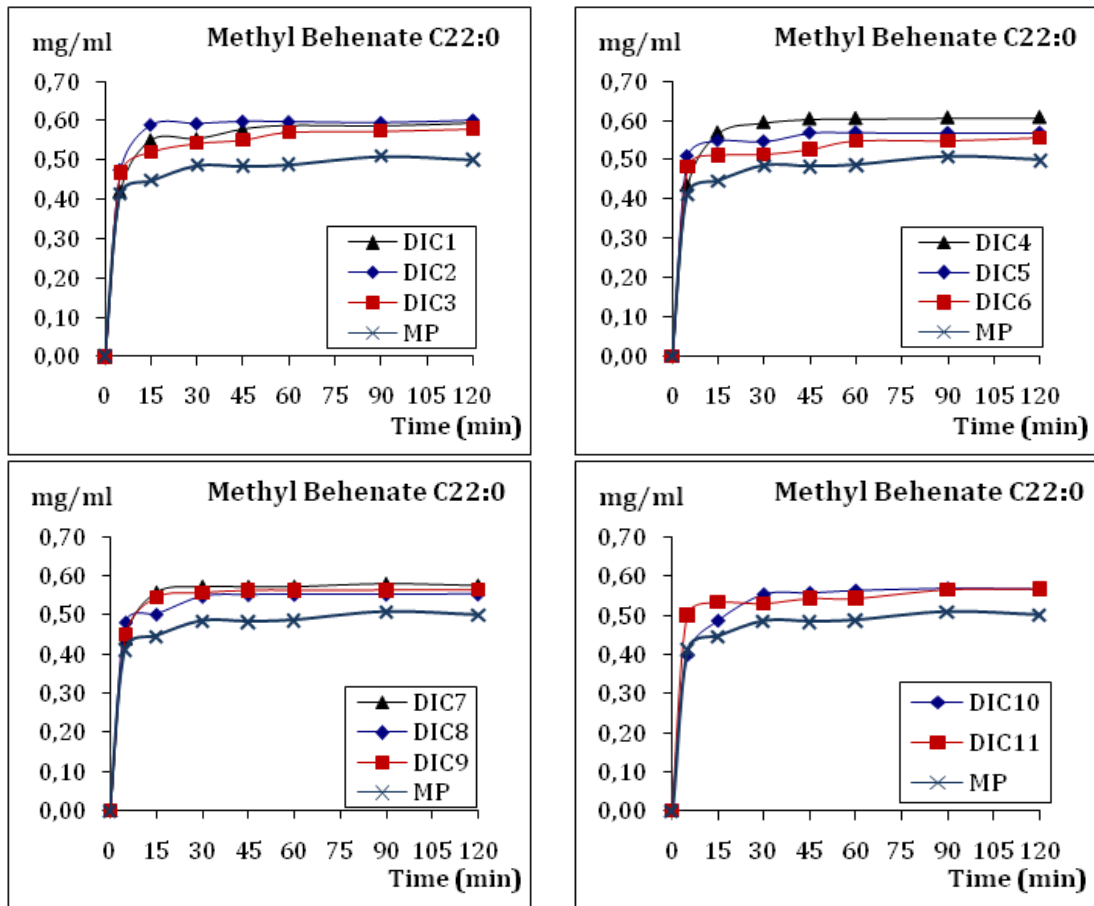 mg/ml Methyl Behenate C22:0
0,70
0,60
0,50
0,40
0,30
0,20
0,10
0,00
DIC1
DIC2
DIC3
MP
0 15 30 45 60 75 90 105 120
Time (min)
mg/ml Methyl Behenate C22:0
0,70
0,60
0,50
0,40
0,30
0,20
0,10
0,00
DIC4
DIC5
DIC6
MP
0 15 30 45 60 75 90 105 120
Time (min)
mg/ml Methyl Behenate C22:0
0,70
0,60
0,50
0,40
0,30
0,20
0,10
0,00
DIC7
DIC8
DIC9
MP
0 15 30 45 60 75 90 105 120
Time (min)
mg/ml Methyl Behenate C22:0
0,70
0,60
0,50
0,40
0,30
0,20
0,10
0,00
DIC10
DIC11
MP
0 15 30 45 60 75 90 105 120
Time (min)